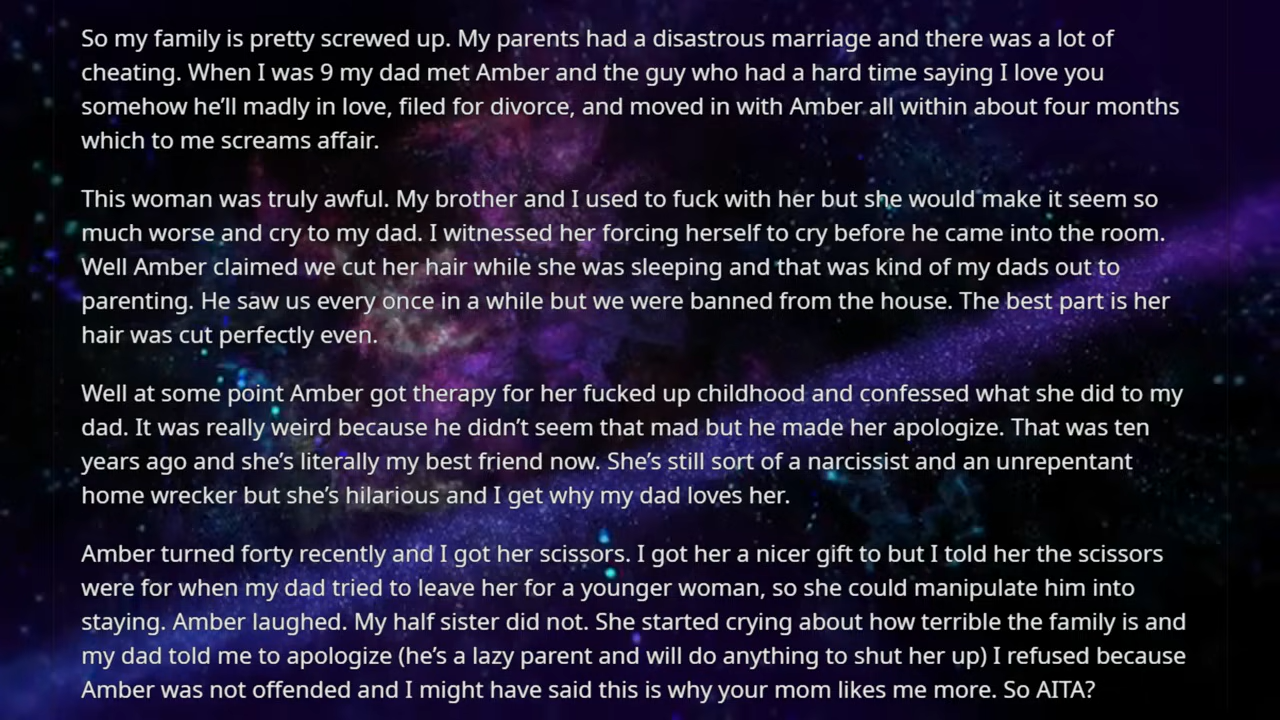 So my family is pretty screwed up. My parents had a disastrous marriage and there was a lot of
cheating. When I was 9 my dad met Amber and the guy who had a hard time saying I love you
somehow he’ll madly in love, filed for divorce, and moved in with Amber all within about four months
which to me screams affair.
This woman was truly awful. My brother and I used to fuck with her but she would make it seem so
much worse and cry to my dad. I witnessed her forcing herself to cry before he came into the room.
Well Amber claimed we cut her hair while she was sleeping and that was kind of my dads out to
parenting. He saw us every once in a while but we were banned from the house. The best part is her
hair was cut perfectly even.
Well at some point Amber got therapy for her fucked up childhood and confessed what she did to my
dad. It was really weird because he didn’t seem that mad but he made her apologize. That was ten
years ago and she’s literally my best friend now. She’s still sort of a narcissist and an unrepentant
home wrecker but she’s hilarious and I get why my dad loves her.
Amber turned forty recently and I got her scissors. I got her a nicer gift to but I told her the scissors
were for when my dad tried to leave her for a younger woman, so she could manipulate him into
staying. Amber laughed. My half sister did not. She started crying about how terrible the family is and
my dad told me to apologize (he’s a lazy parent and will do anything to shut her up) I refused because
Amber was not offended and I might have said this is why your mom likes me more. So AITA?